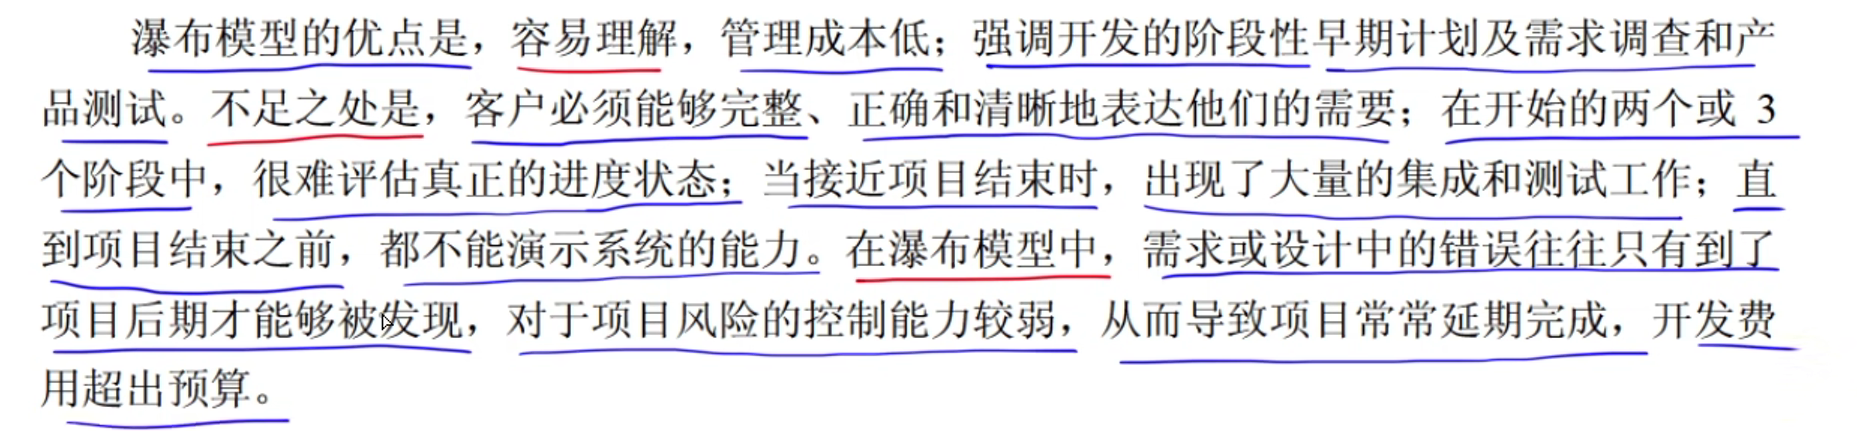 瀑布模型的优点是，容易理解，管理成本低；强调开发的阶段性早期计划及需求调查和产
品测试。不足之处是，客户必须能够完整、正确和清晰地表达他们的需要；在开始的两个或 3
个阶段中，很难评估真正的进度状态；当接近项目结束时，出现了大量的集成和测试工作；直
到项目结束之前，都不能演示系统的能力。在瀑布模型中，需求或设计中的错误往往只有到了
项目后期才能够被发现，对于项目风险的控制能力较弱，从而导致项目常常延期完成，开发费
用超出预算。